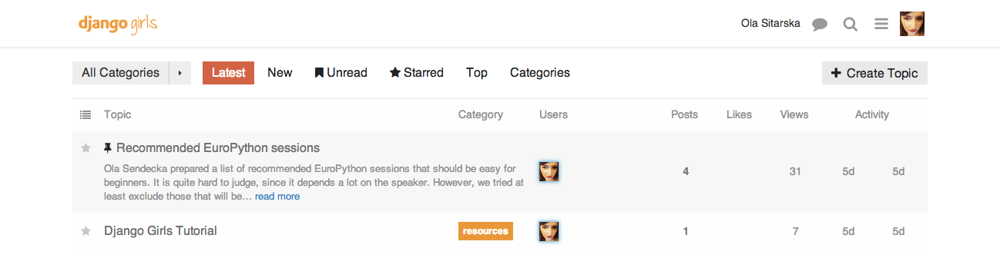 django girls
Ola Sitarska
All Categories Latest New Unread Starred Top Categories Create Topic
Topic Category Users Posts Likes Views Activity
Recommended EuroPython sessions
Ola Sendecka prepared a list of recommended EuroPython sessions that should be easy for
beginners. It is quite hard to judge, since it depends a lot on the speaker. However, we tried at
least exclude those that will be... read more
4 31 5d 5d
Django Girls Tutorial resources 1 7 5d 5d